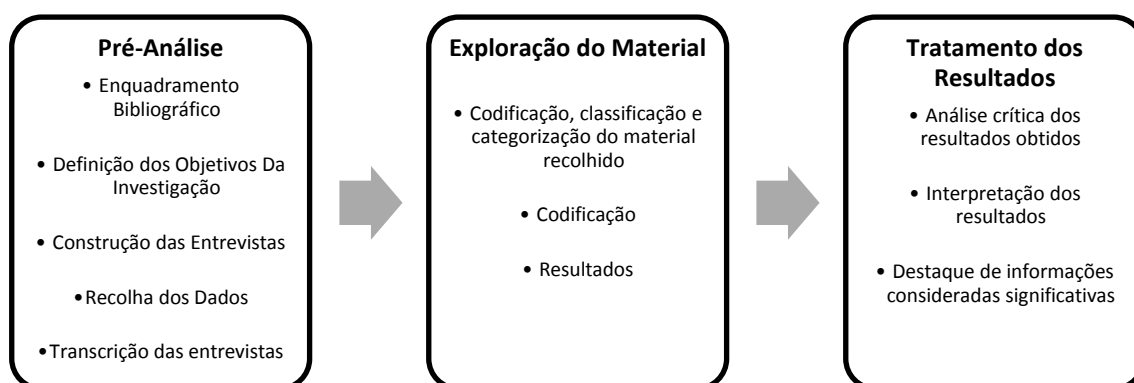 Pré-Análise
• Enquadramento
Bibliográfico
• Definição dos Objetivos Da
Investigação
• Construção das Entrevistas
•Recolha dos Dados
•Transcrição das entrevistas
Exploração do Material
• Codificação, classificação e
categorização do material
recolhido
• Codificação
• Resultados
Tratamento dos
Resultados
• Análise crítica dos
resultados obtidos
• Interpretação dos
resultados
• Destaque de informações
consideradas significativas